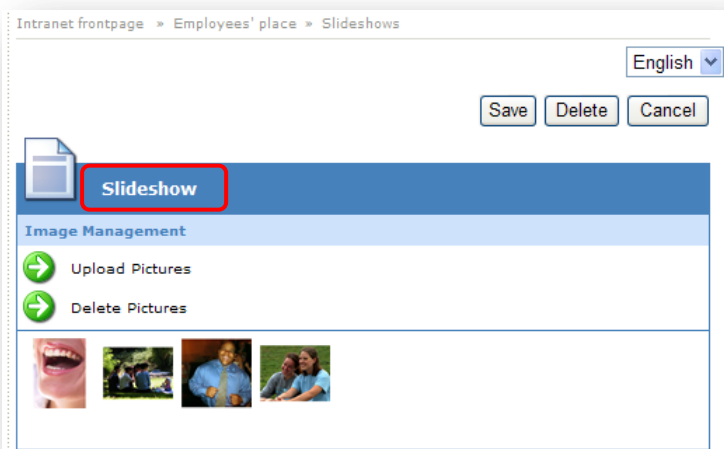 Intranet frontpage » Employees' place » Slideshows
English
Save Delete Cancel
Slideshow
Image Management
Upload Pictures
Delete Pictures